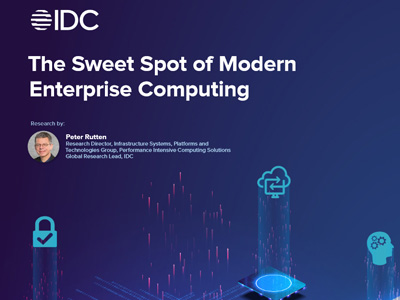 IDC
The Sweet Spot of Modern
Enterprise Computing
Research by:
Peter Rutten
Research Director, Infrastructure Systems, Platforms and
Technologies Group, Performance Intensive Computing Solutions
Global Research Lead, IDC